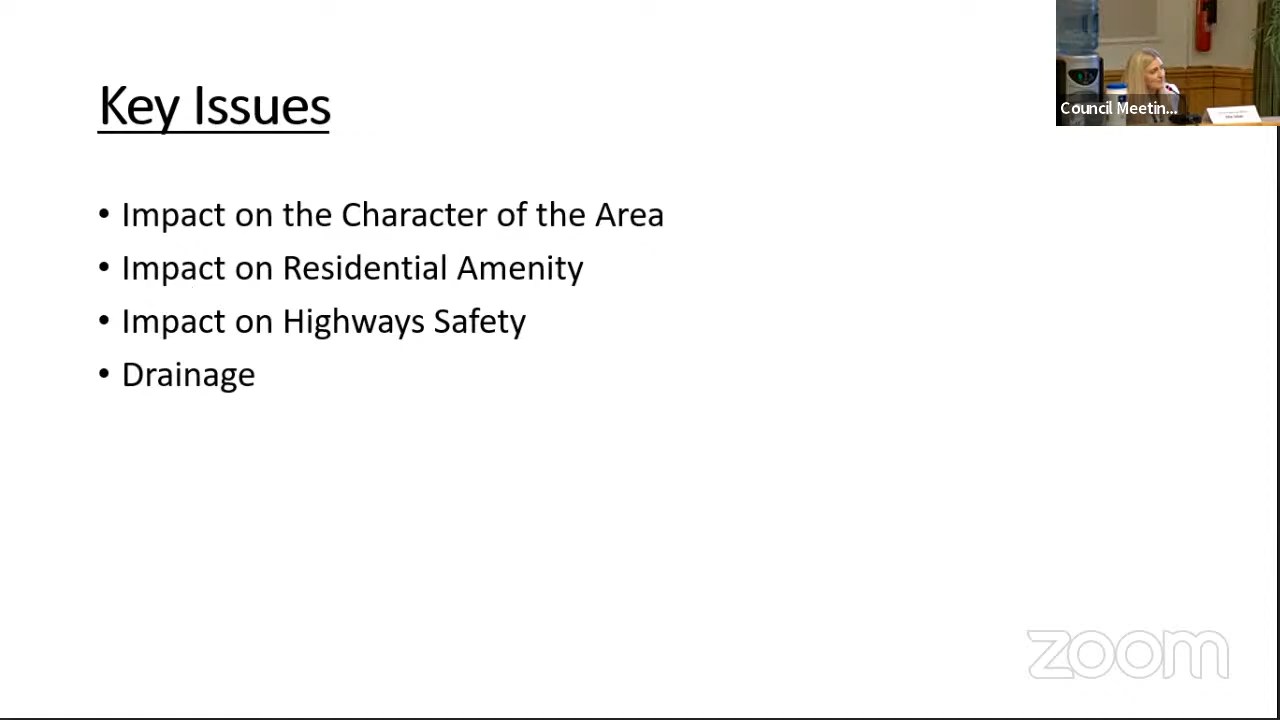 Key Issues
Council Meetin...
• Impact on the Character of the Area
• Impact on Residential Amenity
• Impact on Highways Safety
• Drainage
zoom